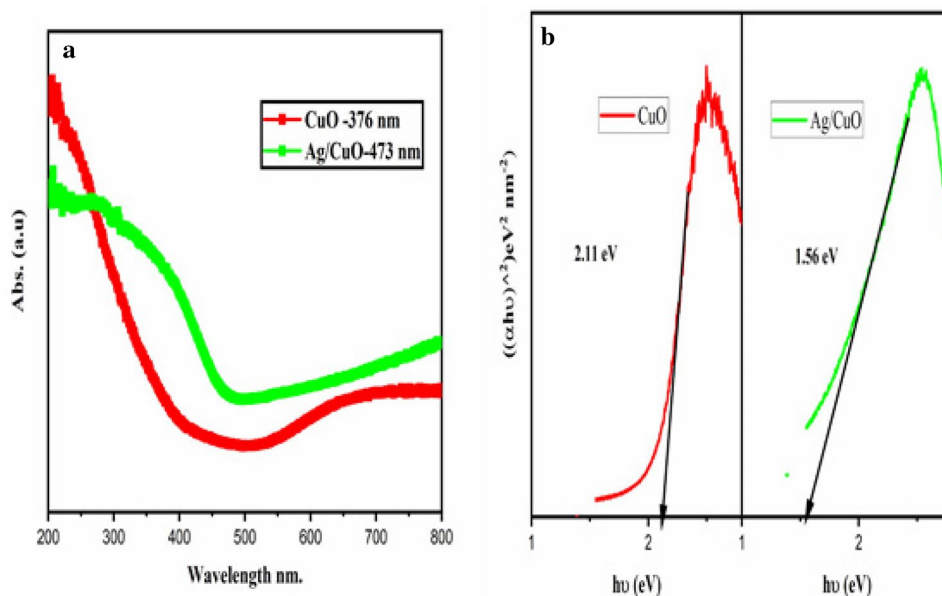 a
CuO -376 nm
Ag/CuO-473 nm
Abs. (a.u)
200 300 400 500 600 700 800
Wavelength nm.
b
CuO
Ag/CuO
2.11 eV
1.56 eV
((αhυ)^²)eV² nm⁻²
1 2 1 2
hυ (eV) hυ (eV)